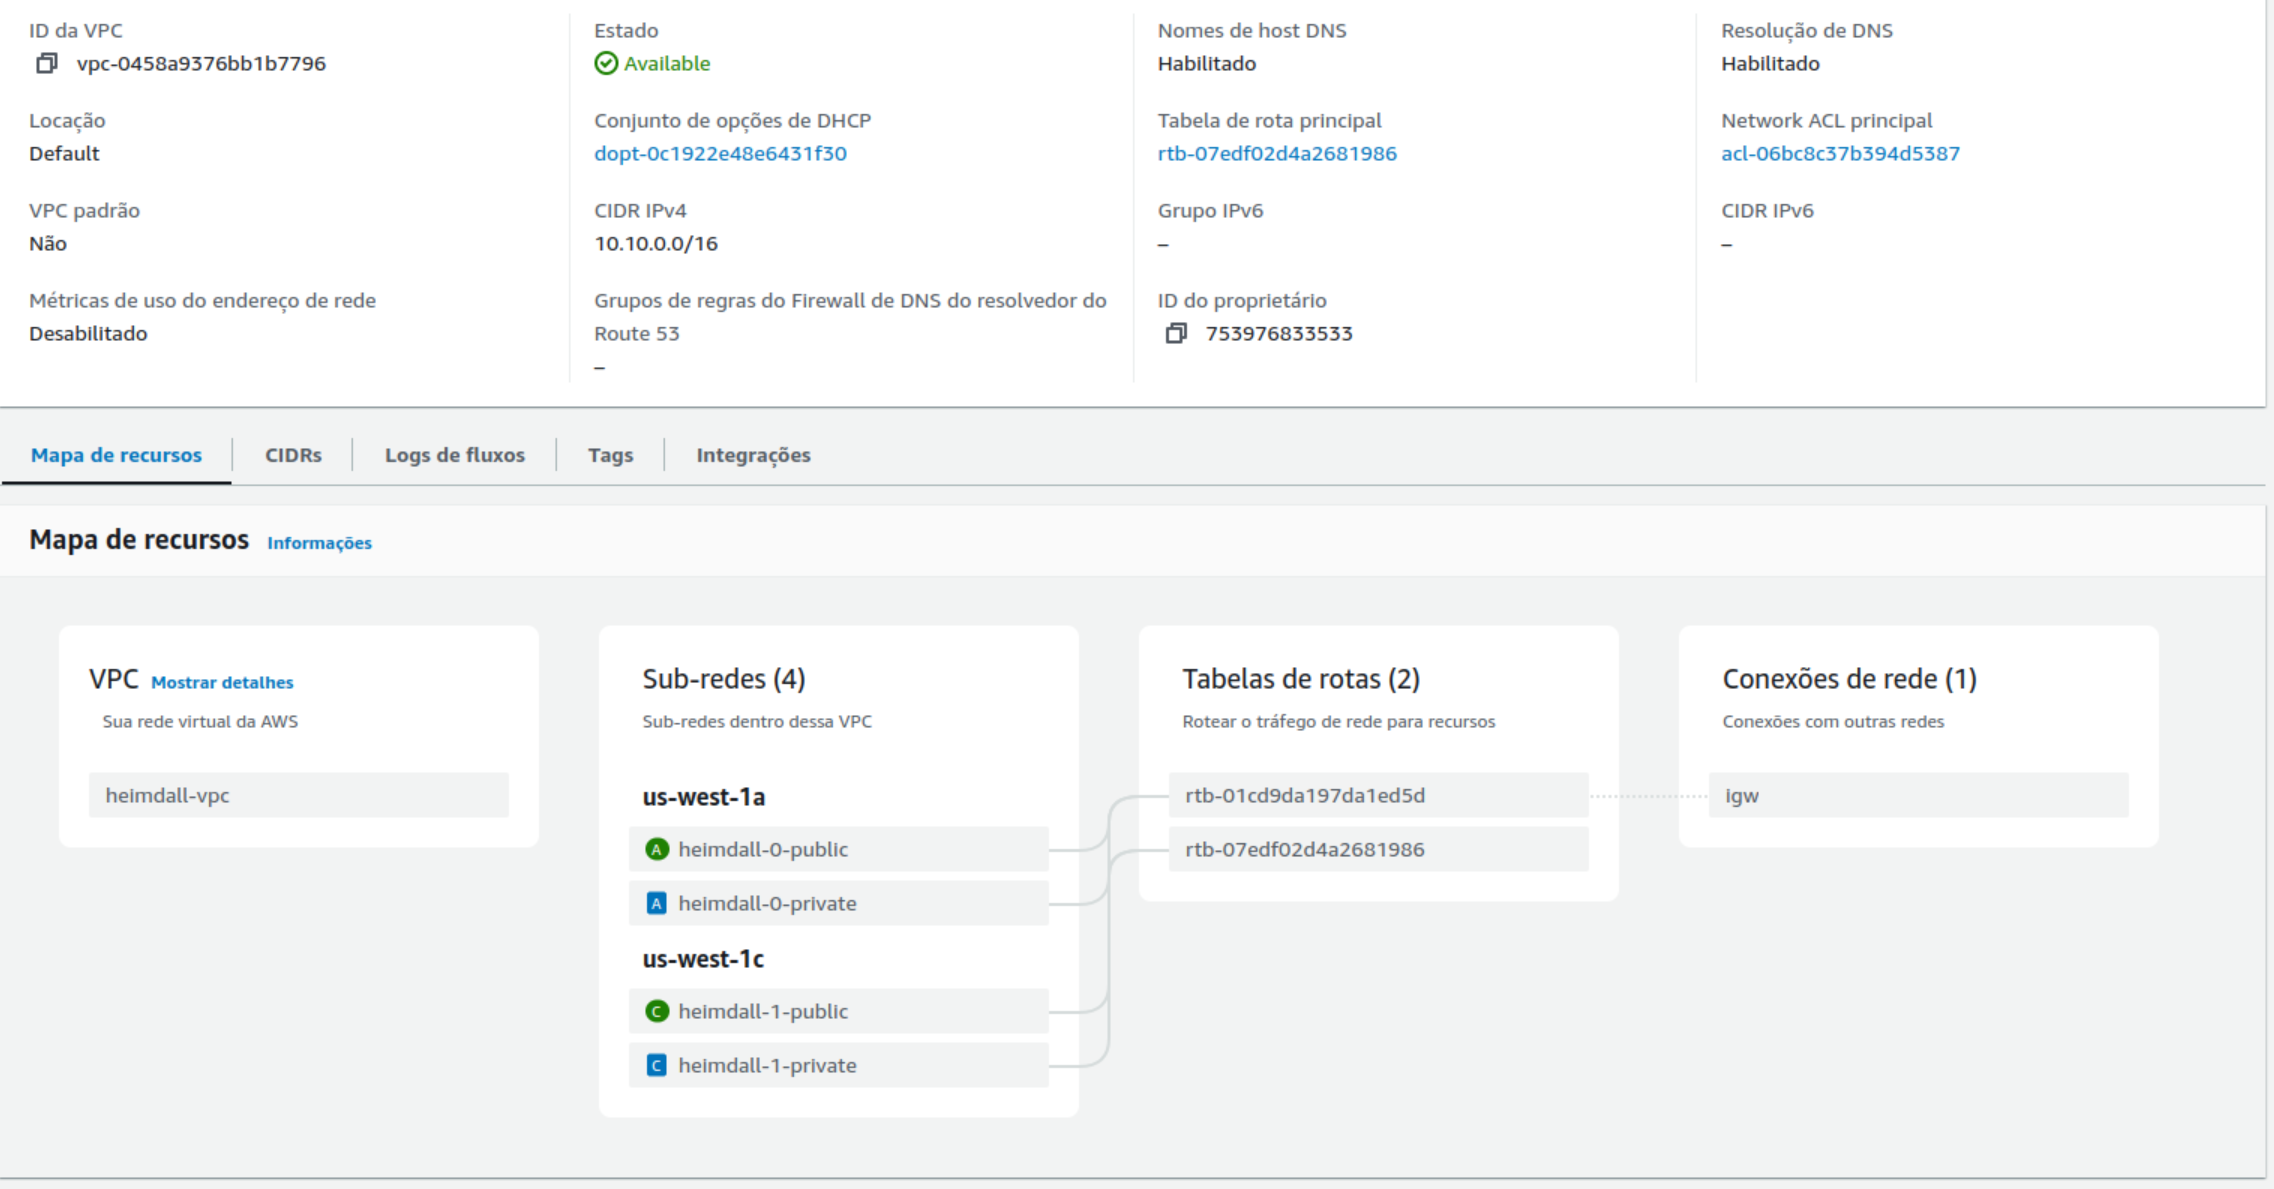 ID da VPC
vpc-0458a9376bb1b7796
Estado
Available
Nomes de host DNS
Habilitado
Resolução de DNS
Habilitado
Locação
Default
Conjunto de opções de DHCP
dopt-0c1922e48e6431f30
Tabela de rota principal
rtb-07edf02d4a2681986
Network ACL principal
acl-06bc8c37b394d5387
VPC padrão
Não
CIDR IPv4
10.10.0.0/16
Grupo IPv6
–
CIDR IPv6
–
Métricas de uso do endereço de rede
Desabilitado
Grupos de regras do Firewall de DNS do resolvedor do
Route 53
–
ID do proprietário
753976833533
Mapa de recursos
CIDRs
Logs de fluxos
Tags
Integrações
Mapa de recursos Informações
VPC Mostrar detalhes
Sua rede virtual da AWS
heimdall-vpc
Sub-redes (4)
Sub-redes dentro dessa VPC
us-west-1a
A heimdall-0-public
A heimdall-0-private
us-west-1c
C heimdall-1-public
C heimdall-1-private
Tabelas de rotas (2)
Rotear o tráfego de rede para recursos
rtb-01cd9da197da1ed5d
rtb-07edf02d4a2681986
Conexões de rede (1)
Conexões com outras redes
igw